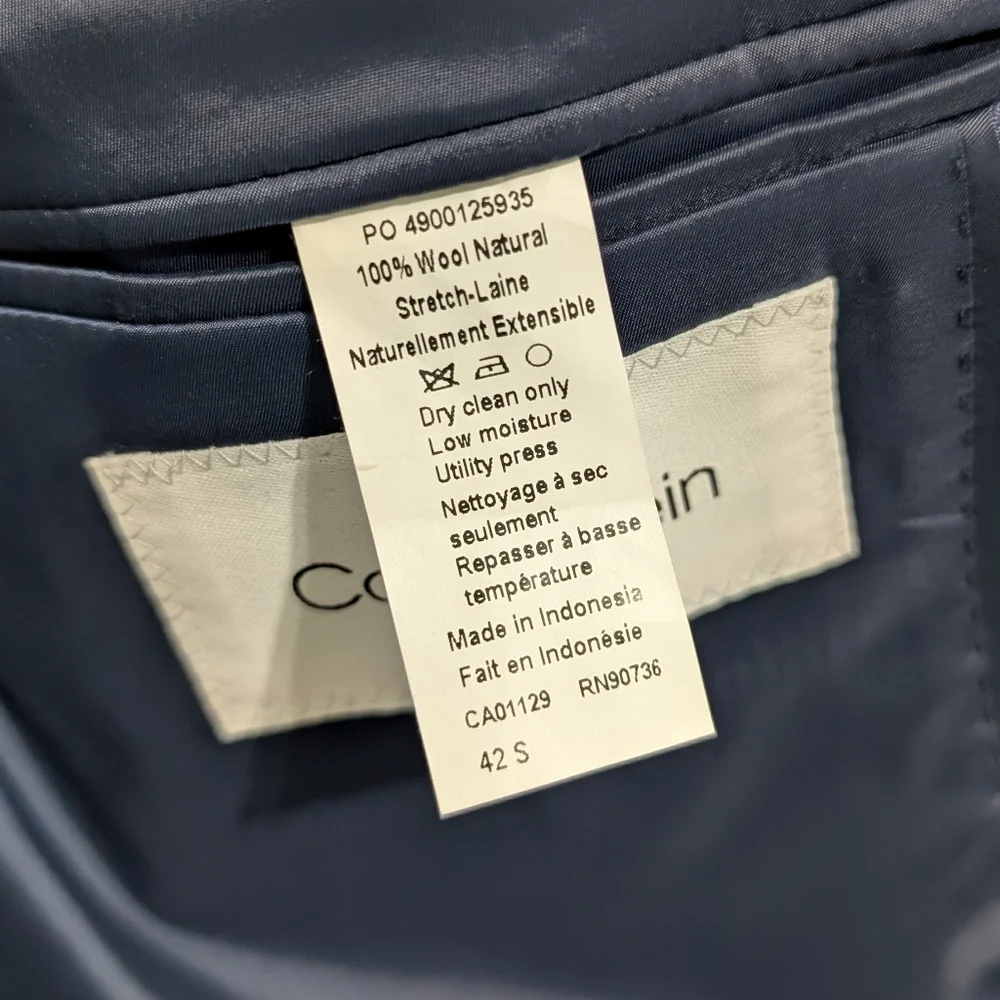 PO 4900125935
100% Wool Natural
Stretch-Laine
Naturellement Extensible
Dry clean only
Low moisture
Utility press
Nettoyage à sec
seulement
Repasser à basse
température
Made in Indonesia
Fait en Indonésie
CA01129 RN90736
42 S